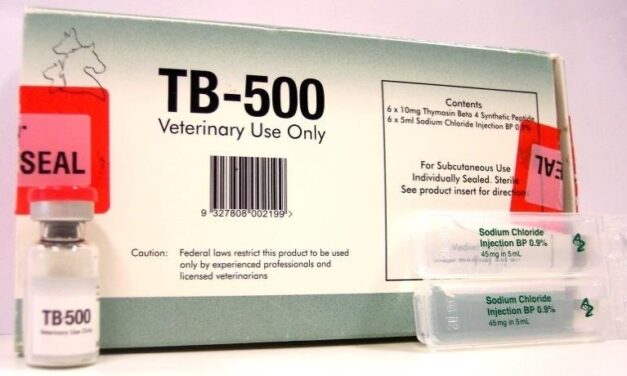 TB-500
Veterinary Use Only
9 327808 002199 >
Contents
6 x 10mg Thymosin Beta 4 Synthetic Peptide
6 x 5ml Sodium Chloride Injection BP 0.9%
For Subcutaneous Use
Individually Sealed. Sterile
See product insert for direction
Caution: Federal laws restrict this product to be used
only by experienced professionals and
licensed veterinarians
SEAL
SEAL
TB-500
Veterinary Use Only
Sodium Chloride
Injection BP 0.9%
45mg in 5mL
Sodium Chloride
Injection BP 0.9%
45mg in 5mL